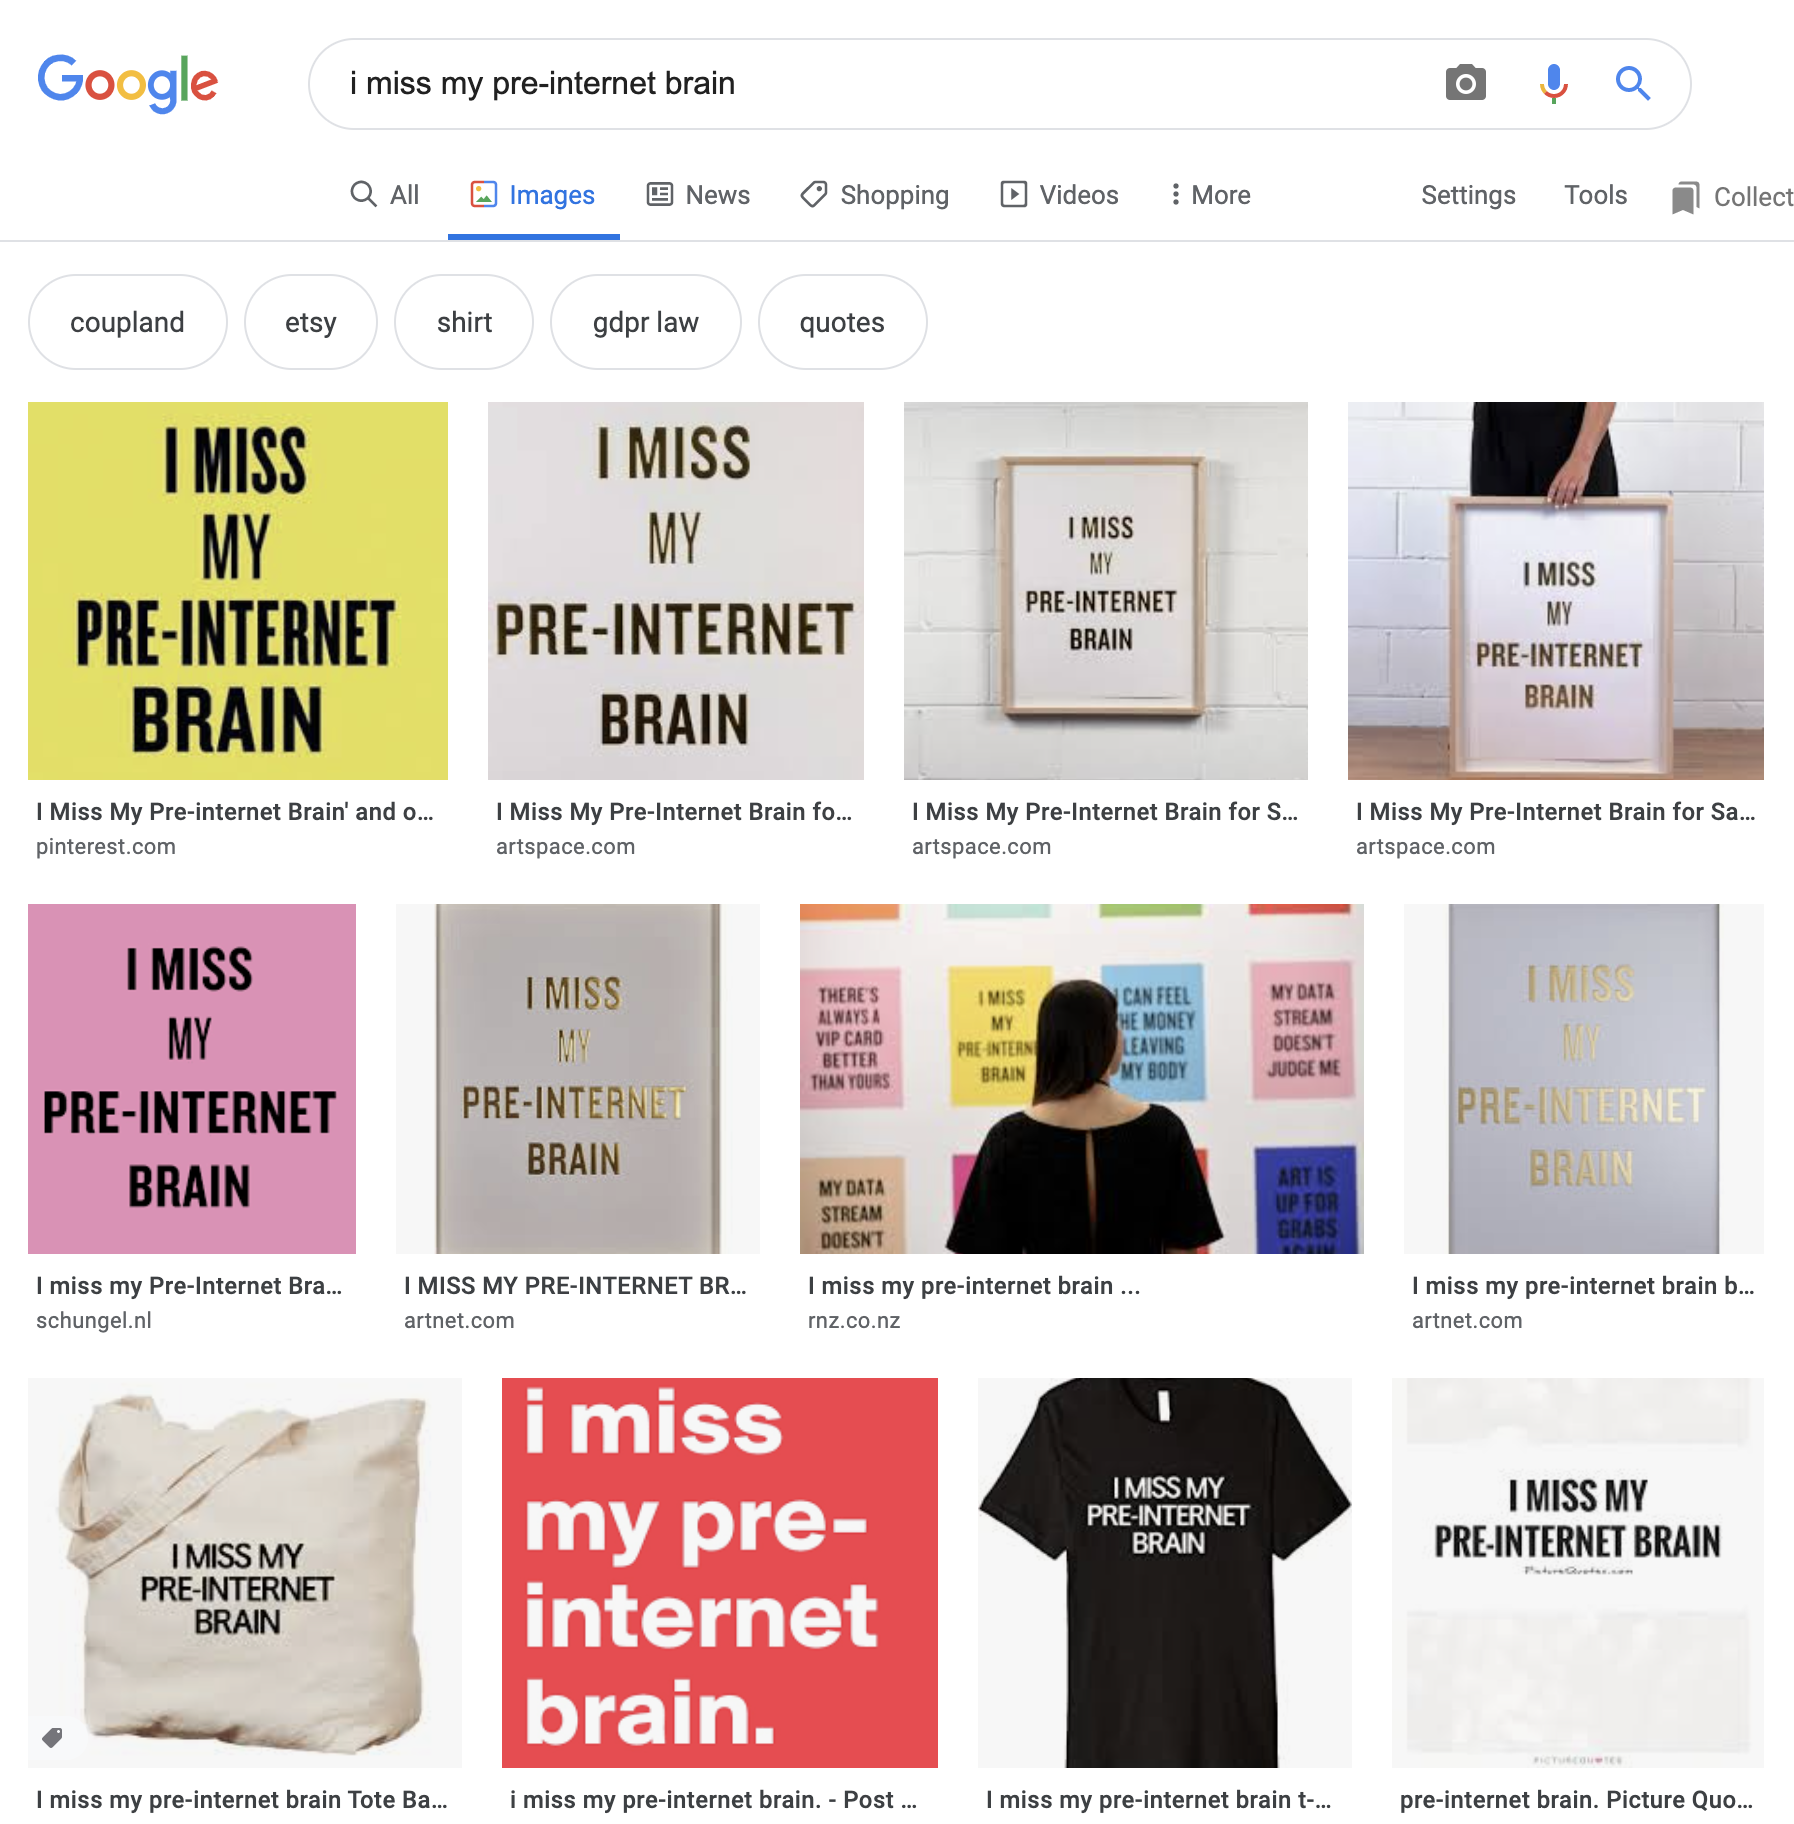 Google
i miss my pre-internet brain
All Images News Shopping Videos More Settings Tools Collect
coupland etsy shirt gdpr law quotes
I MISS
MY
PRE-INTERNET
BRAIN
I MISS
MY
PRE-INTERNET
BRAIN
I MISS
MY
PRE-INTERNET
BRAIN
I MISS
MY
PRE-INTERNET
BRAIN
I Miss My Pre-internet Brain' and o...
pinterest.com
I Miss My Pre-Internet Brain fo...
artspace.com
I Miss My Pre-Internet Brain for S...
artspace.com
I Miss My Pre-Internet Brain for Sa...
artspace.com
I MISS
MY
PRE-INTERNET
BRAIN
I MISS
MY
PRE-INTERNET
BRAIN
THERE'S
ALWAYS A
VIP CARD
BETTER
THAN YOURS
I MISS
MY
PRE-INTERN
BRAIN
I CAN FEEL
HE MONEY
LEAVING
MY BODY
MY DATA
STREAM
DOESN'T
JUDGE ME
MY DATA
STREAM
DOESN'T
ART IS
UP FOR
GRABS
AGAIN
I MISS
MY
PRE-INTERNET
BRAIN
I miss my Pre-Internet Bra...
schungel.nl
I MISS MY PRE-INTERNET BR...
artnet.com
I miss my pre-internet brain ...
rnz.co.nz
I miss my pre-internet brain b...
artnet.com
I MISS MY
PRE-INTERNET
BRAIN
i miss
my pre-
internet
brain.
I MISS MY
PRE-INTERNET
BRAIN
I MISS MY
PRE-INTERNET BRAIN
PictureQuotes.com
PICTUREQUOTES
I miss my pre-internet brain Tote Ba...
i miss my pre-internet brain. - Post ...
I miss my pre-internet brain t-...
pre-internet brain. Picture Quo...